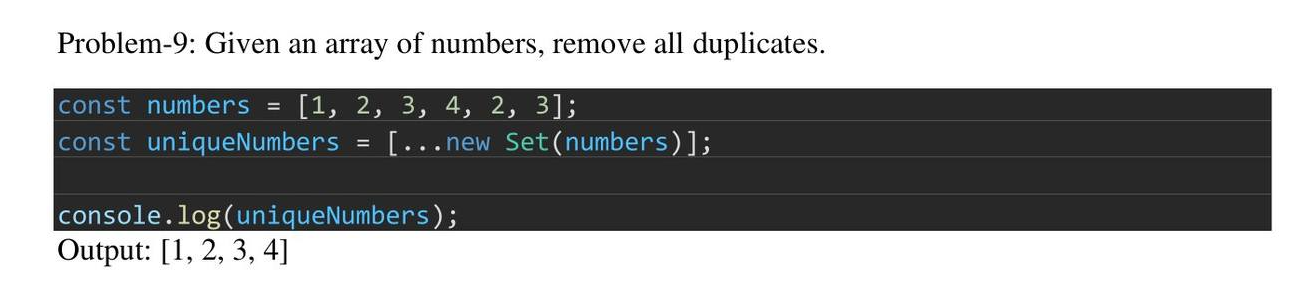 Problem-9: Given an array of numbers, remove all duplicates.
const numbers = [1, 2, 3, 4, 2, 3];
const uniqueNumbers = [...new Set(numbers)];
console.log(uniqueNumbers);
Output: [1, 2, 3, 4]